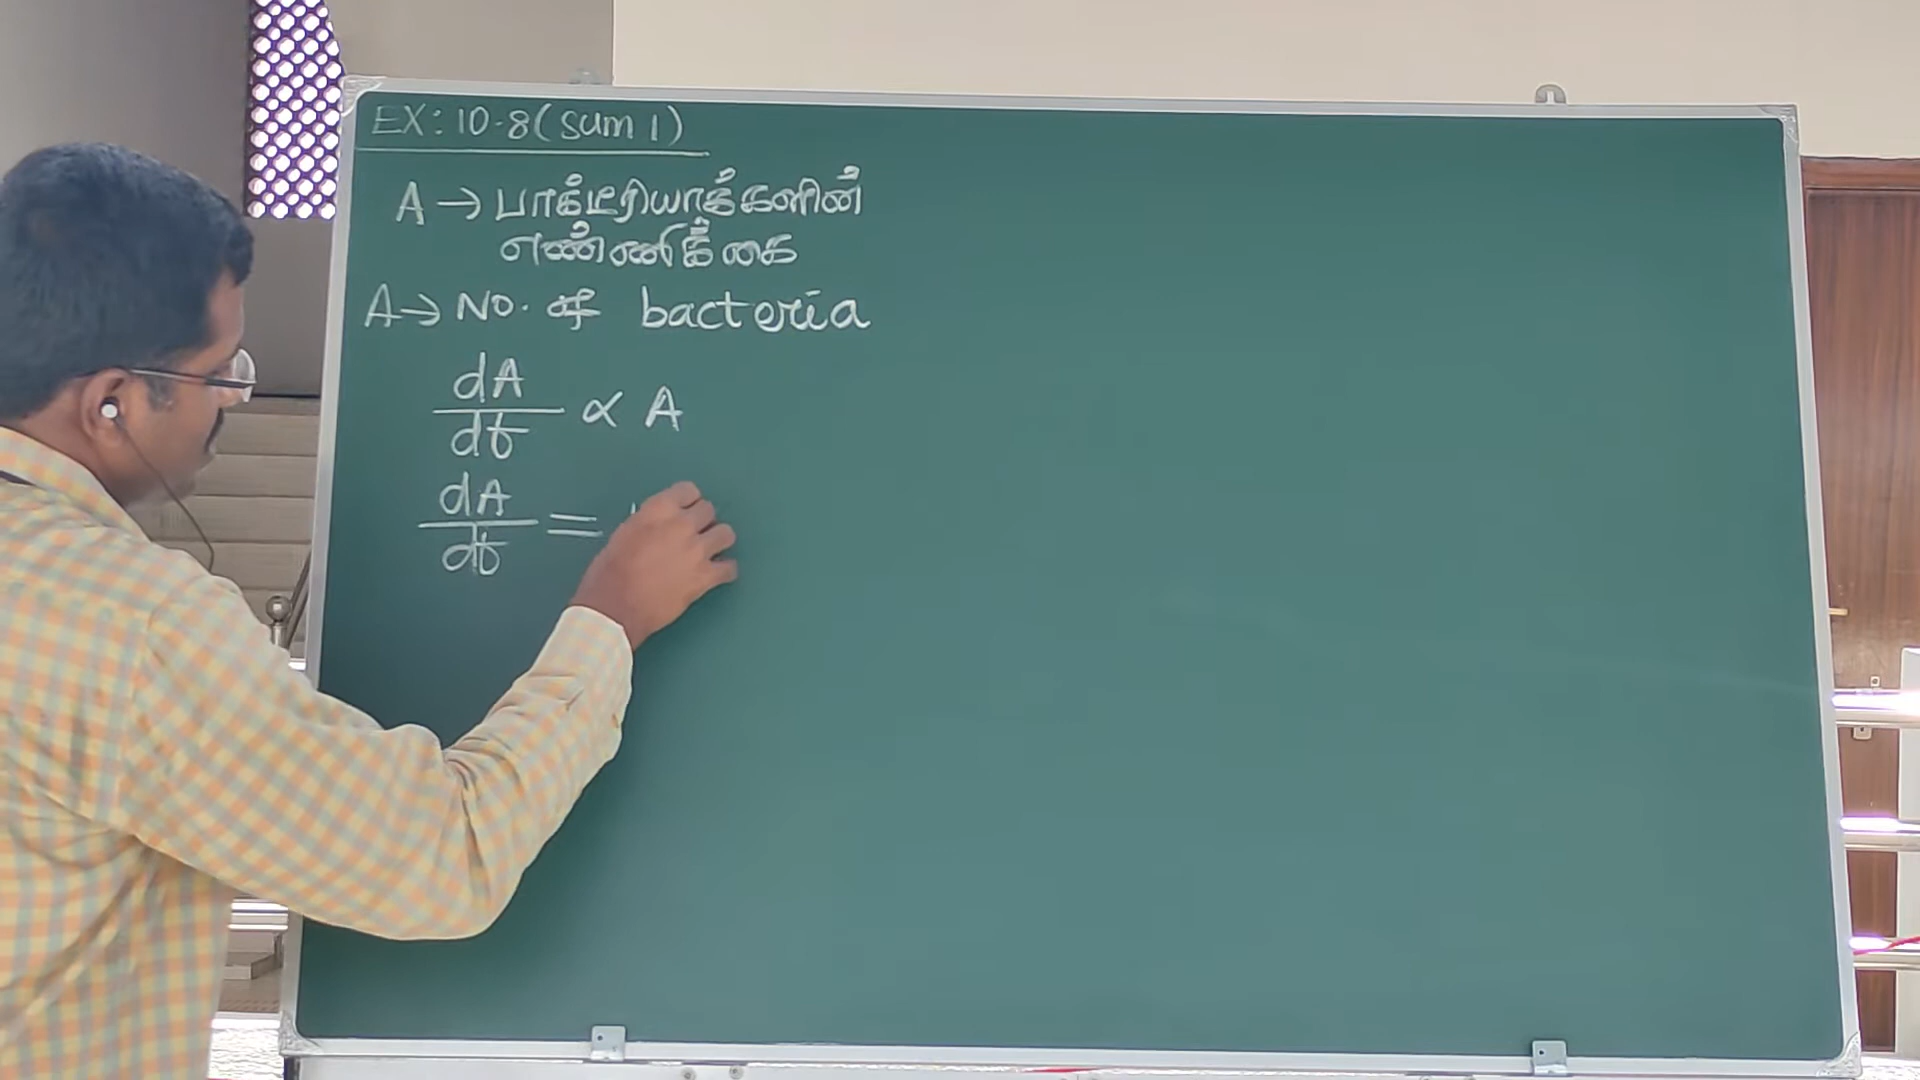 EX: 10.8 (Sum 1)
A → பாக்டீரியாக்களின்
எண்ணிக்கை
A → No. of bacteria
dA/dt ∝ A
dA/dt =